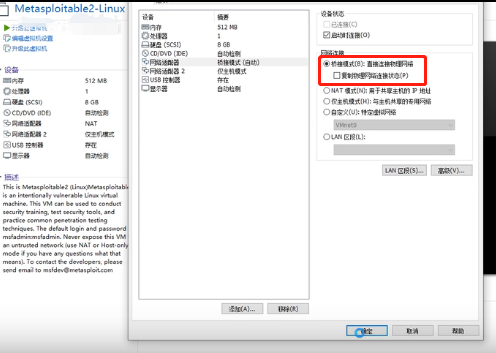 Metasploitable2-Linux
编辑虚拟机设置
升级此虚拟机
设备
内存 512 MB
处理器 1
硬盘 (SCSI) 8 GB
CD/DVD (IDE) 自动检测
网络适配器 NAT
网络适配器 2 仅主机模式
USB 控制器 存在
显示器 自动检测
描述
This is Metasploitable2 (Linux)Metasploitable
is an intentionally vulnerable Linux virtual
machine. This VM can be used to conduct
security training, test security tools, and
practice common penetration testing
techniques. The default login and password
msfadmin:msfadmin. Never expose this VM
an untrusted network (use NAT or Host-only
mode if you have any questions what that
means). To contact the developers, please
send email to msfdev@metasploit.com
设备 摘要
内存 512 MB
处理器 1
硬盘 (SCSI) 8 GB
CD/DVD (IDE) 自动检测
网络适配器 桥接模式 (自动)
网络适配器 2 仅主机模式
USB 控制器 存在
显示器 自动检测
添加(A)... 移除(R)
设备状态
已连接(C)
启动时连接(O)
网络连接
桥接模式(B): 直接连接物理网络
复制物理网络连接状态(P)
NAT 模式(N): 用于共享主机的 IP 地址
仅主机模式(H): 与主机共享的专用网络
自定义(U): 特定虚拟网络
VMnet0
LAN 区段(L):
LAN 区段(S)... 高级(V)...
确定 取消 帮助